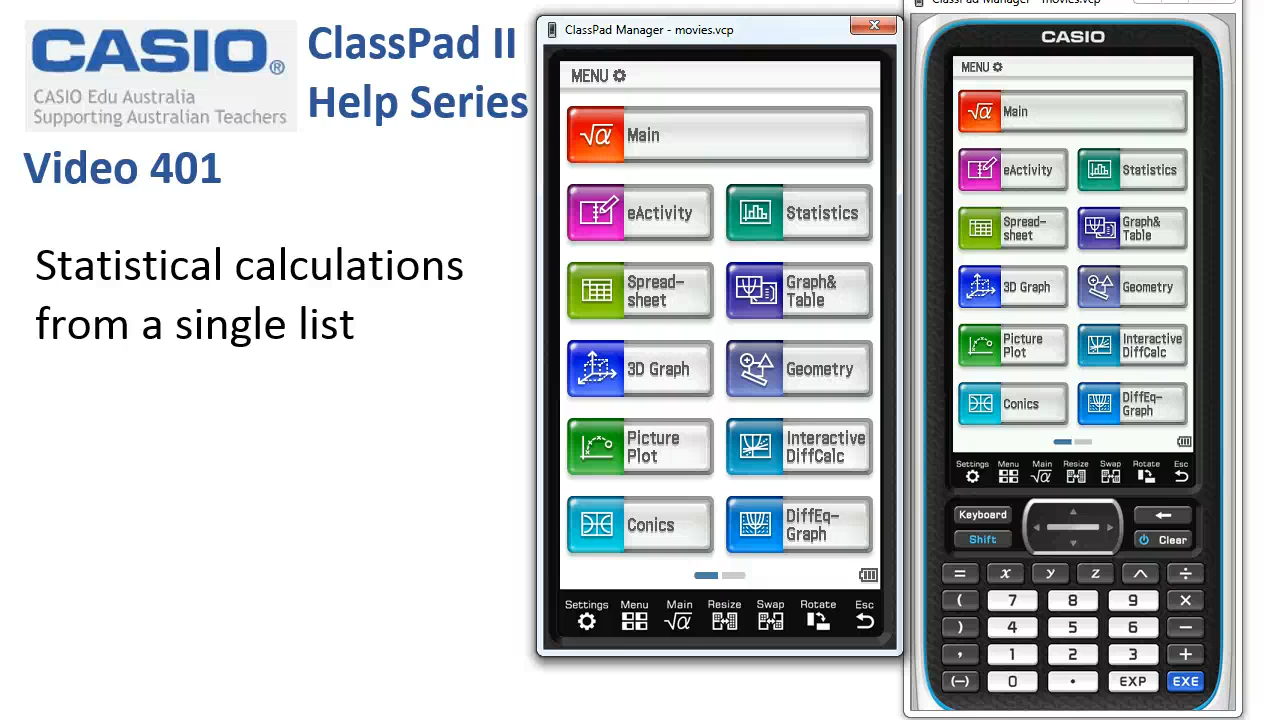 CASIO®
CASIO Edu Australia
Supporting Australian Teachers
ClassPad II
Help Series
Video 401
Statistical calculations
from a single list
ClassPad Manager - movies.vcp
MENU
√α Main
eActivity
Statistics
Spread-
sheet
Graph&
Table
3D Graph
Geometry
Picture
Plot
Interactive
DiffCalc
Conics
DiffEq-
Graph
Settings Menu Main Resize Swap Rotate Esc
√α
ClassPad Manager - movies.vcp
CASIO
MENU
√α Main
eActivity
Statistics
Spread-
sheet
Graph&
Table
3D Graph
Geometry
Picture
Plot
Interactive
DiffCalc
Conics
DiffEq-
Graph
Settings Menu Main Resize Swap Rotate Esc
√α
Keyboard
Shift
Clear
= x y z ^ ÷
( 7 8 9 ×
) 4 5 6 −
, 1 2 3 +
(−) 0 • EXP EXE